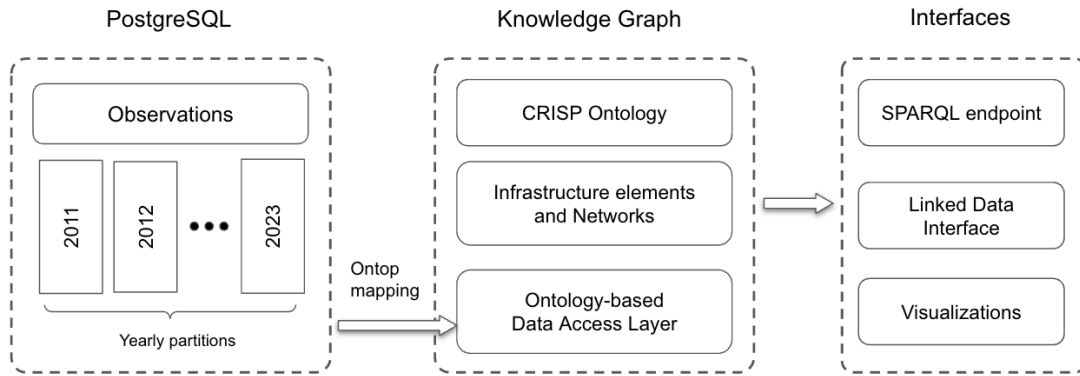 PostgreSQL
Observations
2011
2012
•••
2023
Yearly partitions
Ontop
mapping
Knowledge Graph
CRISP Ontology
Infrastructure elements
and Networks
Ontology-based
Data Access Layer
Interfaces
SPARQL endpoint
Linked Data
Interface
Visualizations